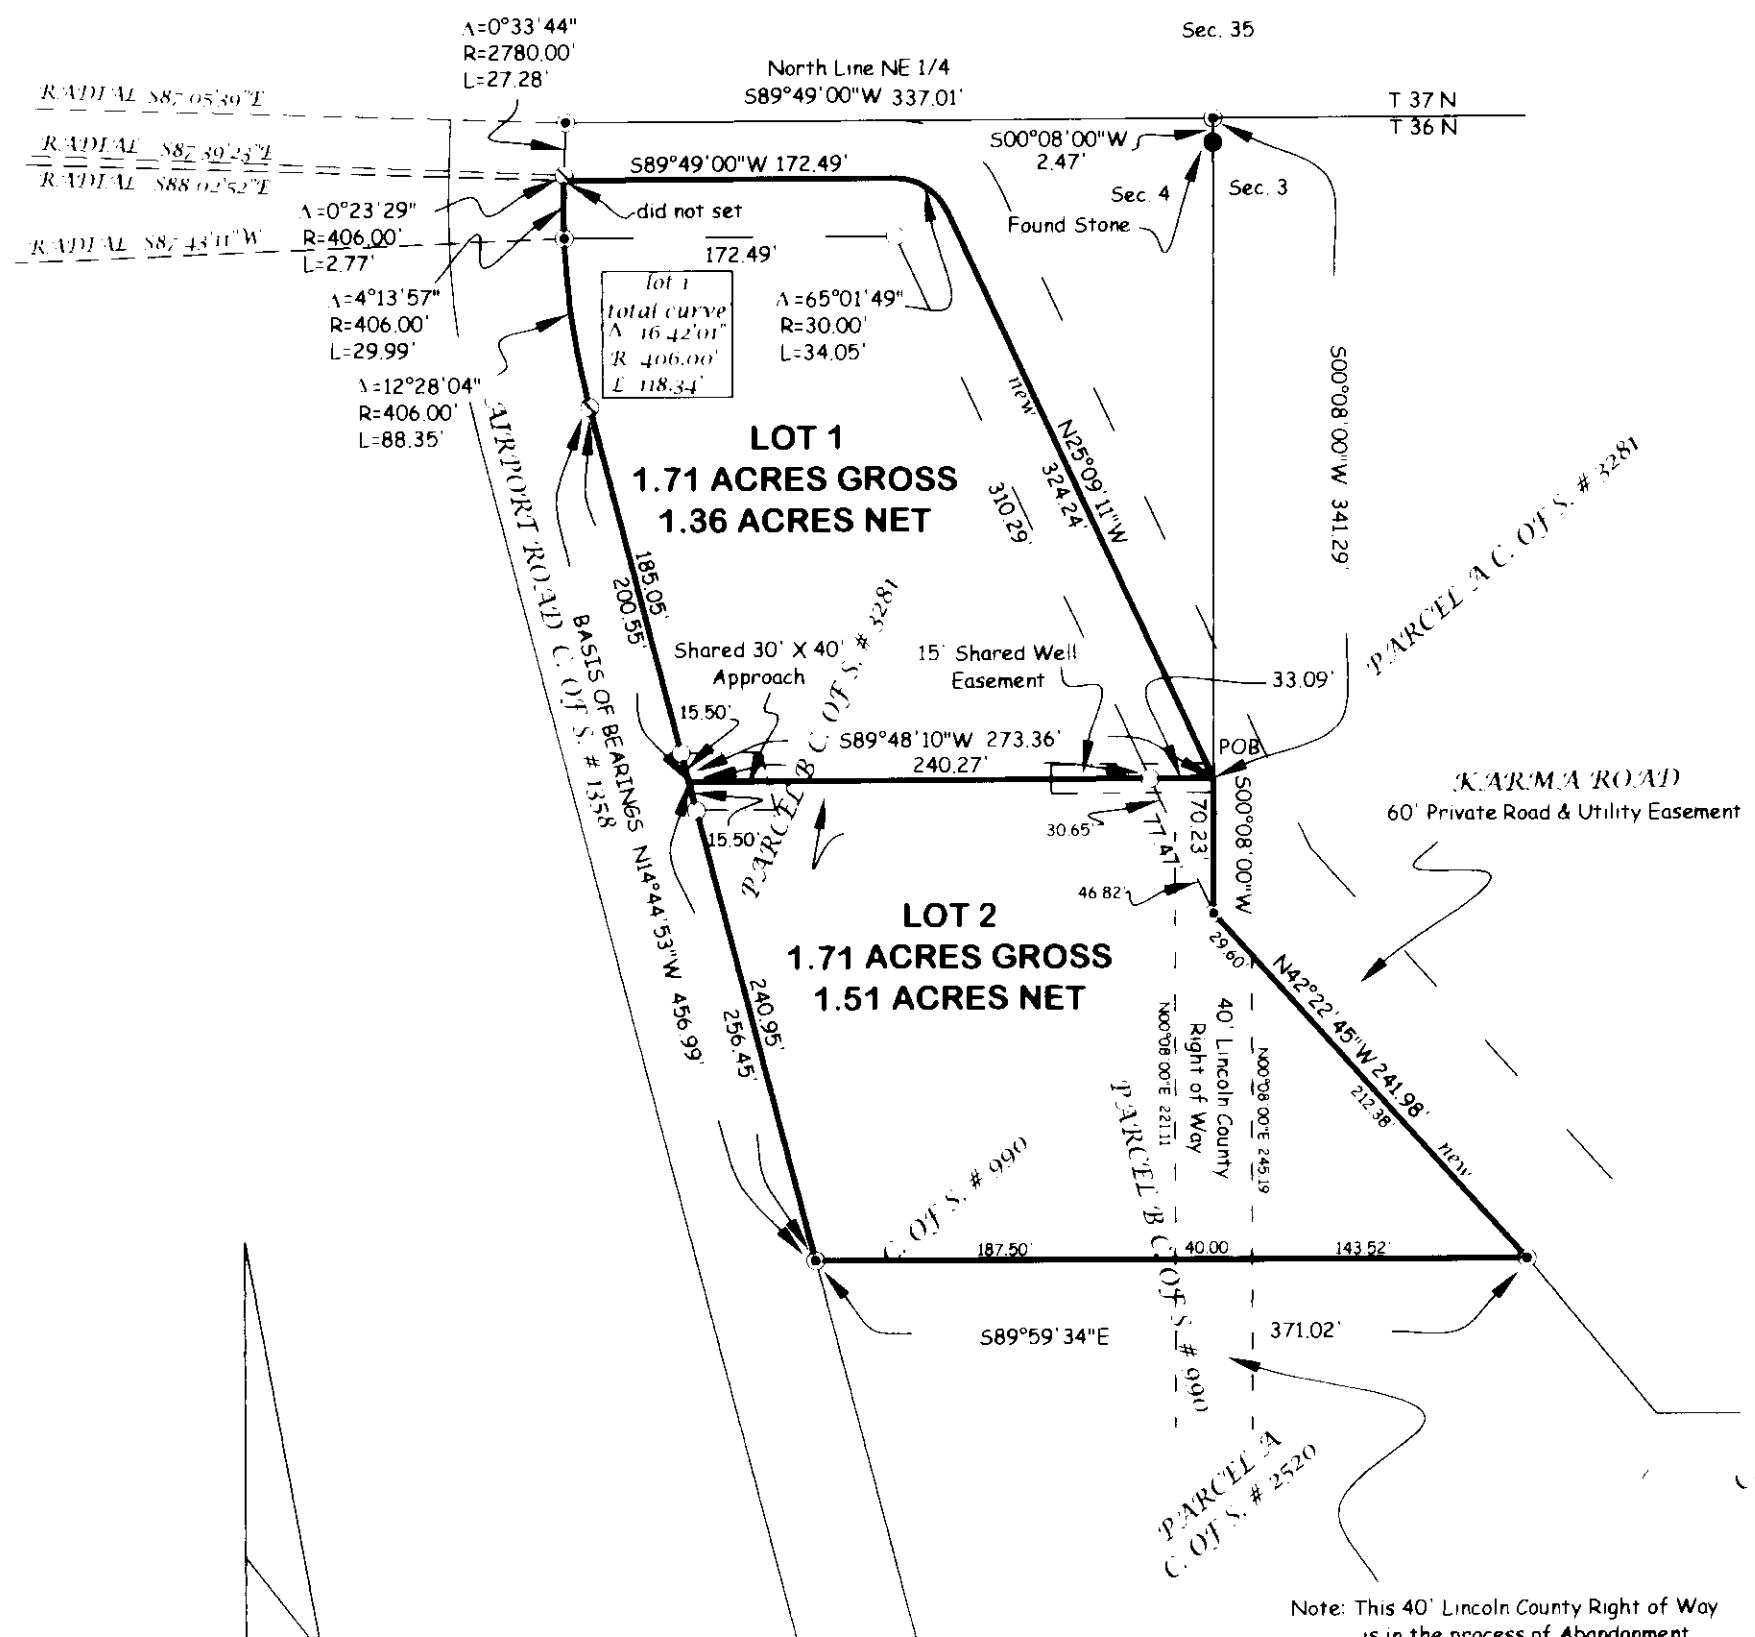 Δ=0°33'44"
R=2780.00'
L=27.28'
Sec. 35
North Line NE 1/4
S89°49'00"W 337.01'
RADIAL S87°05'39"E
T 37 N
T 36 N
S00°08'00"W
2.47'
RADIAL S87°39'23"E
RADIAL S88°02'52"E
S89°49'00"W 172.49'
Sec. 4
Sec. 3
Δ=0°23'29"
R=406.00'
L=2.77'
did not set
Found Stone
RADIAL S87°43'11"W
172.49'
Δ=4°13'57"
R=406.00'
L=29.99'
lot 1
total curve
Δ 16°42'01"
R 406.00'
L 118.34'
Δ=65°01'49"
R=30.00'
L=34.05'
Δ=12°28'04"
R=406.00'
L=88.35'
new
N25°09'11"W
324.24'
310.29'
S00°08'00"W 341.29'
LOT 1
1.71 ACRES GROSS
1.36 ACRES NET
AIRPORT ROAD C. OF S. # 1358
PARCEL A C. OF S. # 3281
185.05'
200.55'
BASIS OF BEARINGS N14°44'53"W 456.99'
Shared 30' X 40'
Approach
PARCEL B C. OF S. # 3281
15' Shared Well
Easement
33.09'
15.50'
S89°48'10"W 273.36'
240.27'
POB
KARMA ROAD
60' Private Road & Utility Easement
15.50'
30.65'
77.47'
70.23'
S00°08'00"W
46.82'
LOT 2
1.71 ACRES GROSS
1.51 ACRES NET
29.60'
N42°22'45"W 241.98'
212.38'
new
240.95'
256.45'
N00°08'00"E 221.11
40' Lincoln County
Right of Way
N00°08'00"E 245.19
C. OF S. # 990
PARCEL B C. OF S. # 990
187.50'
40.00
143.52'
S89°59'34"E
371.02'
PARCEL A
C. OF S. # 2520
Note: This 40' Lincoln County Right of Way
is in the process of Abandonment